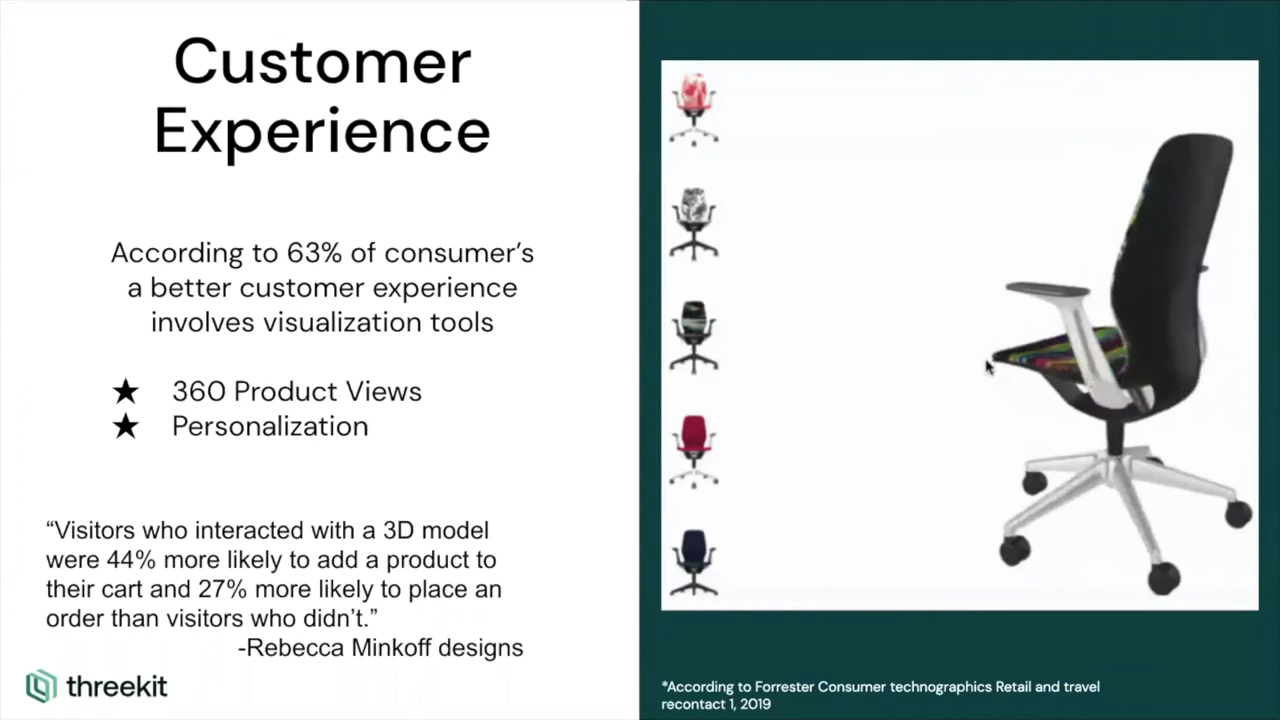 Customer
Experience
According to 63% of consumer’s
a better customer experience
involves visualization tools
★ 360 Product Views
★ Personalization
“Visitors who interacted with a 3D model
were 44% more likely to add a product to
their cart and 27% more likely to place an
order than visitors who didn’t.”
-Rebecca Minkoff designs
threekit
*According to Forrester Consumer technographics Retail and travel
recontact 1, 2019